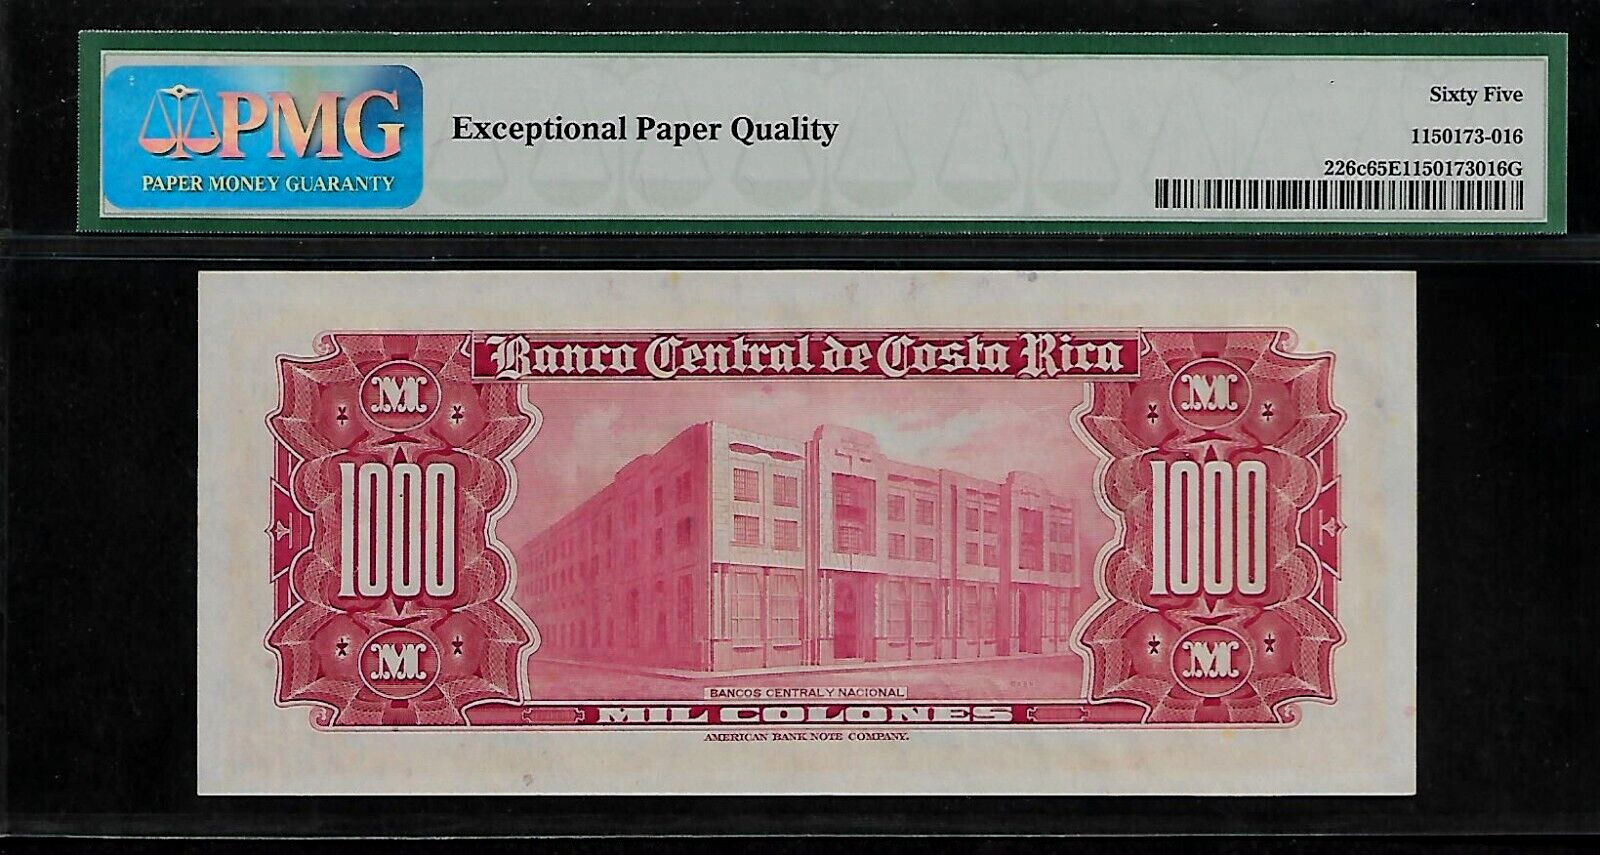 PMG
PAPER MONEY GUARANTY
Exceptional Paper Quality
Sixty Five
1150173-016
226c65E1150173016G
Banco Central de Costa Rica
M
M
1000
1000
M
M
BANCOS CENTRAL Y NACIONAL
MIL COLONES
AMERICAN BANK NOTE COMPANY.